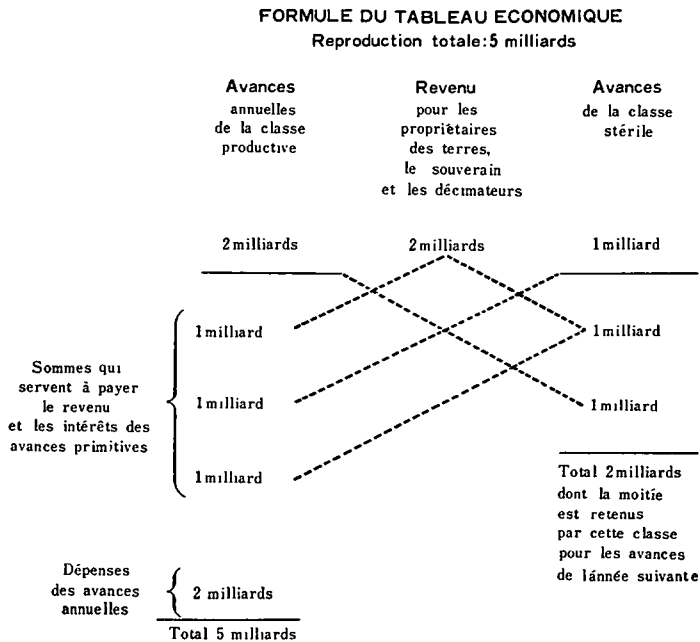 FORMULE DU TABLEAU ECONOMIQUE
Reproduction totale: 5 milliards
Avances
annuelles
de la classe
productive
Revenu
pour les
propriétaires
des terres,
le souverain
et les décimateurs
Avances
de la classe
stérile
2 milliards
2 milliards
1 milliard
Sommes qui
servent à payer
le revenu
et les intérêts des
avances primitives
1 milliard
1 milliard
1 milliard
1 milliard
1 milliard
Total 2 milliards
dont la moitíe
est retenus
par cette classe
pour les avances
de lánnée suivante
Dépenses
des avances
annuelles
2 milliards
Total 5 milliards